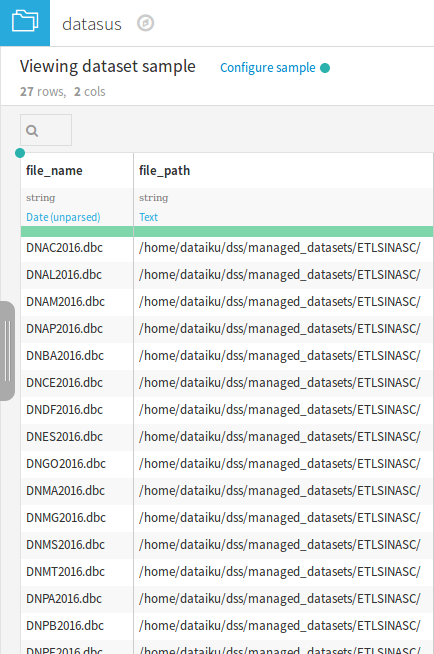 datasus
Viewing dataset sample Configure sample
27 rows, 2 cols
file_name file_path
string string
Date (unparsed) Text
DNAC2016.dbc /home/dataiku/dss/managed_datasets/ETLSINASC/
DNAL2016.dbc /home/dataiku/dss/managed_datasets/ETLSINASC/
DNAM2016.dbc /home/dataiku/dss/managed_datasets/ETLSINASC/
DNAP2016.dbc /home/dataiku/dss/managed_datasets/ETLSINASC/
DNBA2016.dbc /home/dataiku/dss/managed_datasets/ETLSINASC/
DNCE2016.dbc /home/dataiku/dss/managed_datasets/ETLSINASC/
DNDF2016.dbc /home/dataiku/dss/managed_datasets/ETLSINASC/
DNES2016.dbc /home/dataiku/dss/managed_datasets/ETLSINASC/
DNGO2016.dbc /home/dataiku/dss/managed_datasets/ETLSINASC/
DNMA2016.dbc /home/dataiku/dss/managed_datasets/ETLSINASC/
DNMG2016.dbc /home/dataiku/dss/managed_datasets/ETLSINASC/
DNMS2016.dbc /home/dataiku/dss/managed_datasets/ETLSINASC/
DNMT2016.dbc /home/dataiku/dss/managed_datasets/ETLSINASC/
DNPA2016.dbc /home/dataiku/dss/managed_datasets/ETLSINASC/
DNPB2016.dbc /home/dataiku/dss/managed_datasets/ETLSINASC/
/home/dataiku/dss/managed_datasets/ETLSINASC/